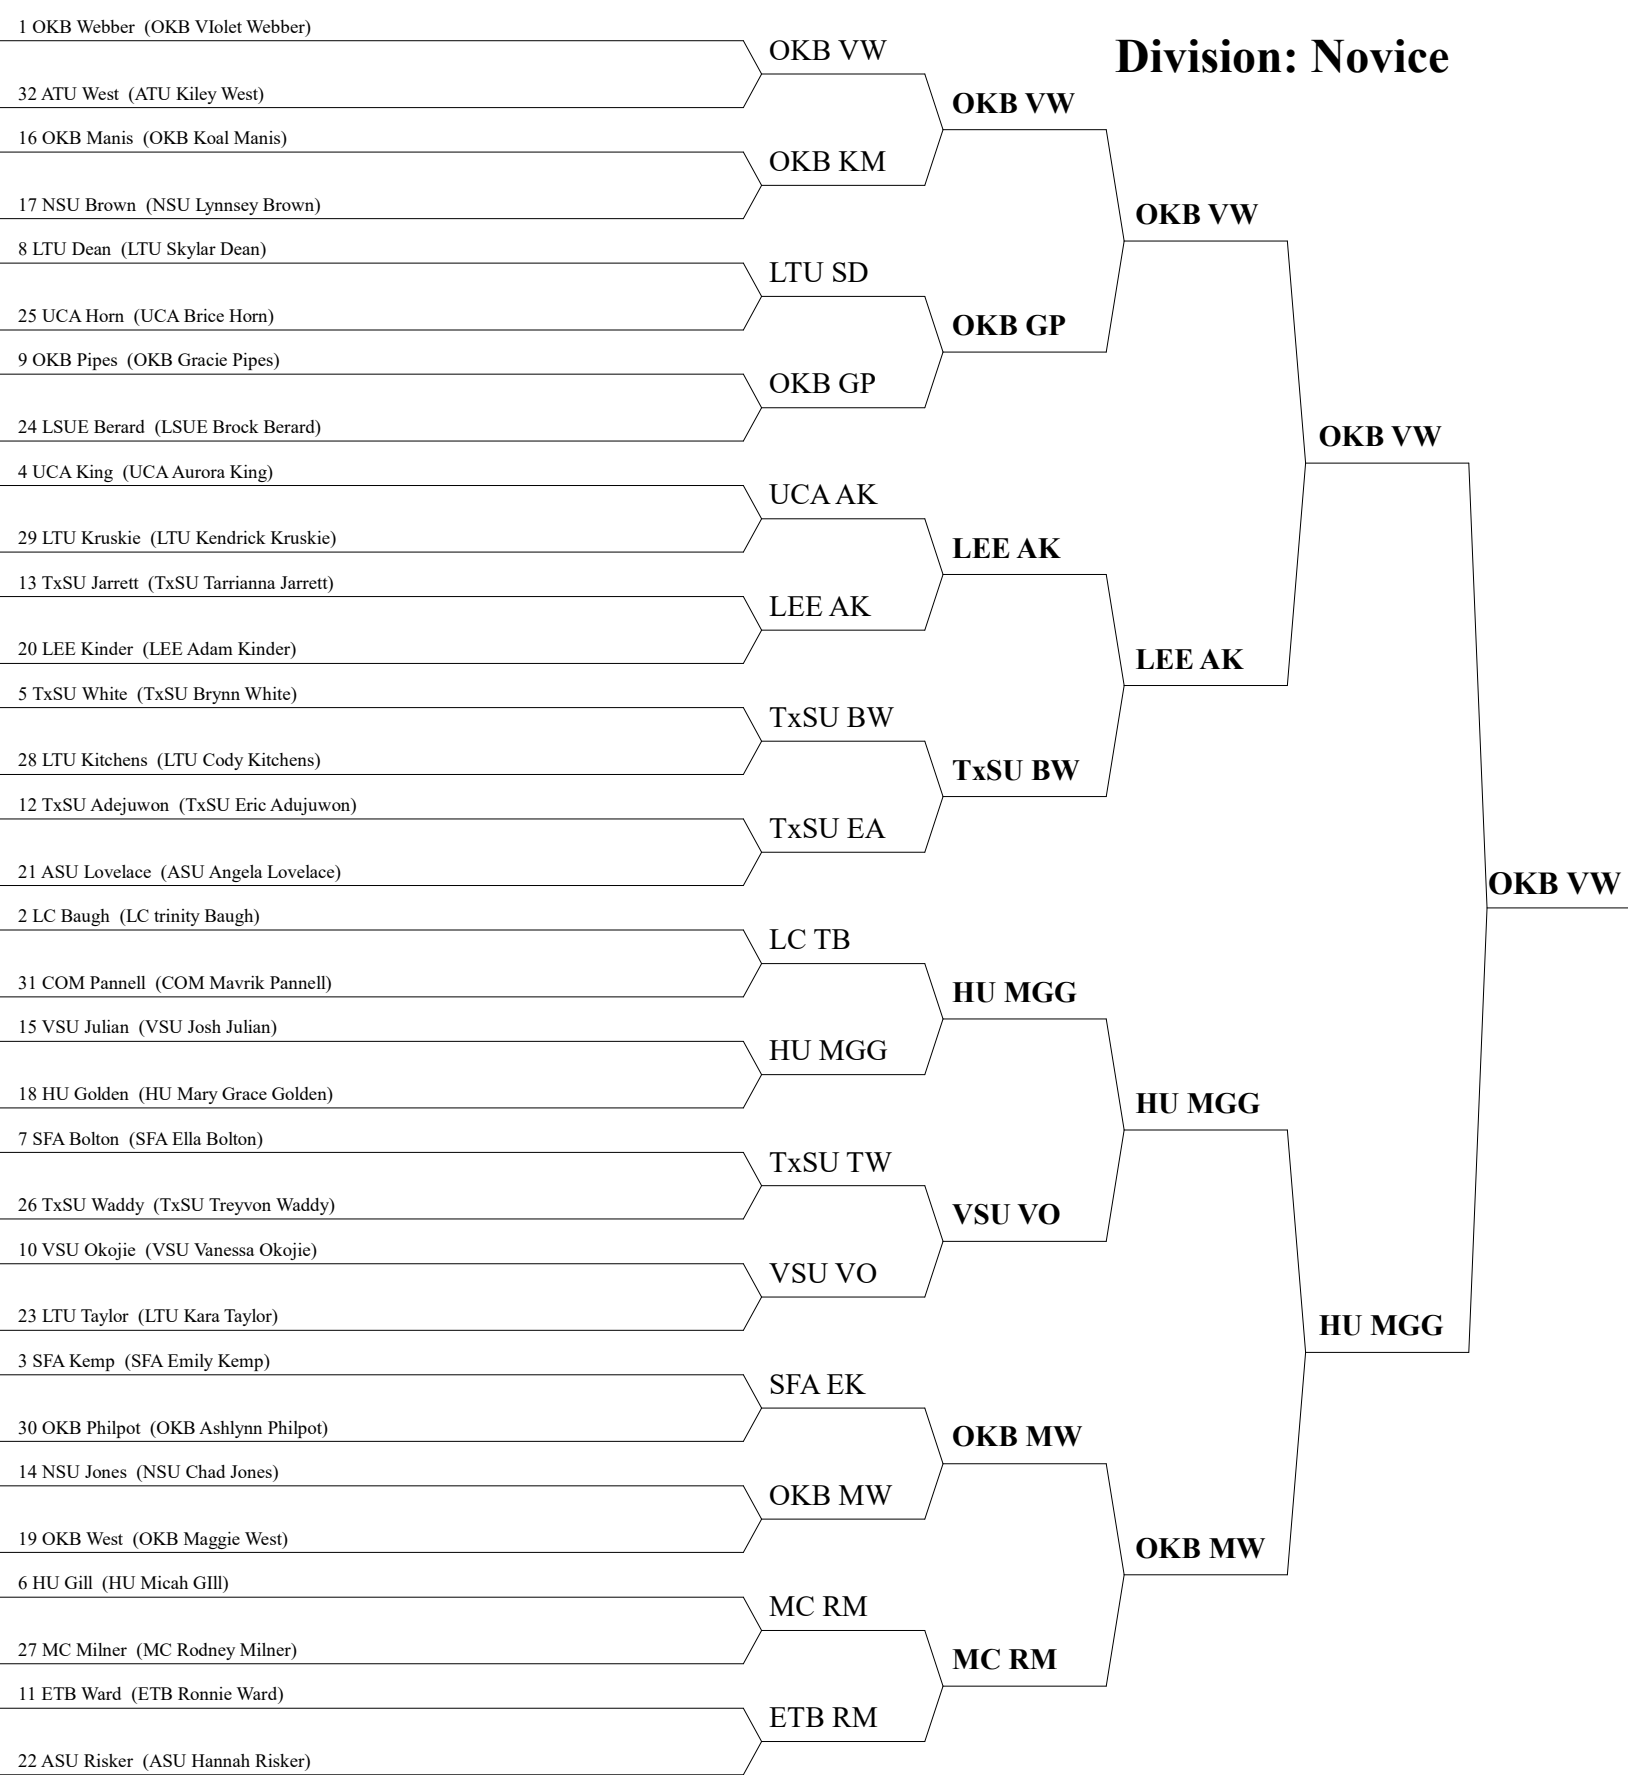 1 OKB Webber (OKB VIolet Webber)
OKB VW
Division: Novice
32 ATU West (ATU Kiley West)
OKB VW
16 OKB Manis (OKB Koal Manis)
OKB KM
17 NSU Brown (NSU Lynnsey Brown)
OKB VW
8 LTU Dean (LTU Skylar Dean)
LTU SD
25 UCA Horn (UCA Brice Horn)
OKB GP
9 OKB Pipes (OKB Gracie Pipes)
OKB GP
24 LSUE Berard (LSUE Brock Berard)
OKB VW
4 UCA King (UCA Aurora King)
UCA AK
29 LTU Kruskie (LTU Kendrick Kruskie)
LEE AK
13 TxSU Jarrett (TxSU Tarrianna Jarrett)
LEE AK
20 LEE Kinder (LEE Adam Kinder)
LEE AK
5 TxSU White (TxSU Brynn White)
TxSU BW
28 LTU Kitchens (LTU Cody Kitchens)
TxSU BW
12 TxSU Adejuwon (TxSU Eric Adujuwon)
TxSU EA
21 ASU Lovelace (ASU Angela Lovelace)
OKB VW
2 LC Baugh (LC trinity Baugh)
LC TB
31 COM Pannell (COM Mavrik Pannell)
HU MGG
15 VSU Julian (VSU Josh Julian)
HU MGG
18 HU Golden (HU Mary Grace Golden)
HU MGG
7 SFA Bolton (SFA Ella Bolton)
TxSU TW
26 TxSU Waddy (TxSU Treyvon Waddy)
VSU VO
10 VSU Okojie (VSU Vanessa Okojie)
VSU VO
23 LTU Taylor (LTU Kara Taylor)
HU MGG
3 SFA Kemp (SFA Emily Kemp)
SFA EK
30 OKB Philpot (OKB Ashlynn Philpot)
OKB MW
14 NSU Jones (NSU Chad Jones)
OKB MW
19 OKB West (OKB Maggie West)
OKB MW
6 HU Gill (HU Micah GIll)
MC RM
27 MC Milner (MC Rodney Milner)
MC RM
11 ETB Ward (ETB Ronnie Ward)
ETB RM
22 ASU Risker (ASU Hannah Risker)